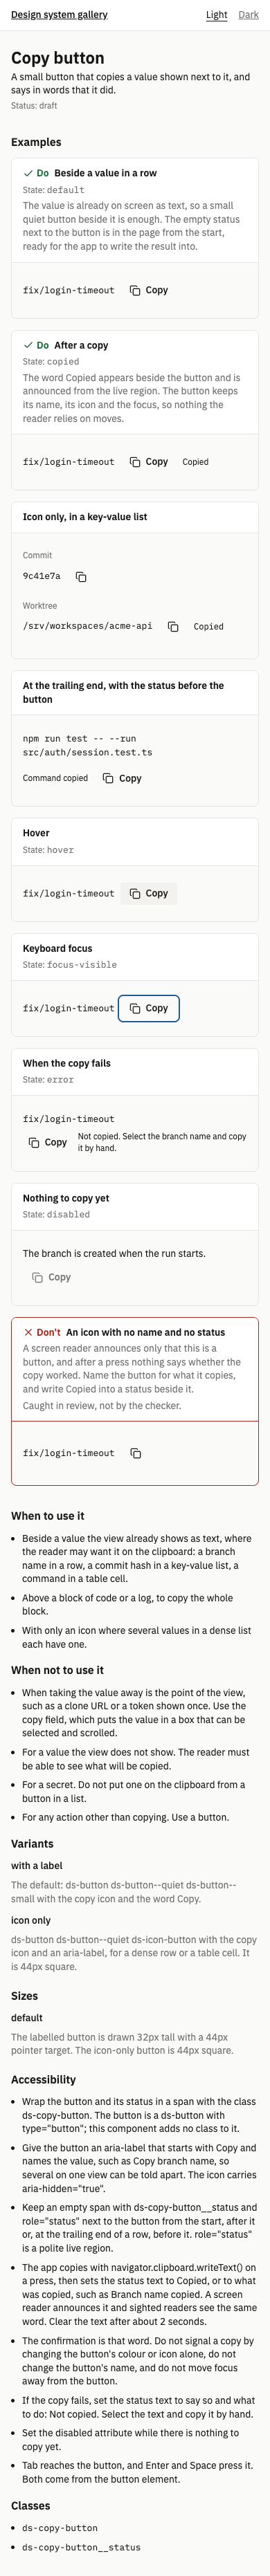 Design system gallery Light Dark
Copy button
A small button that copies a value shown next to it, and
says in words that it did.
Status: draft
Examples
Do Beside a value in a row
State: default
The value is already on screen as text, so a small
quiet button beside it is enough. The empty status
next to the button is in the page from the start,
ready for the app to write the result into.
fix/login-timeout Copy
Do After a copy
State: copied
The word Copied appears beside the button and is
announced from the live region. The button keeps
its name, its icon and the focus, so nothing the
reader relies on moves.
fix/login-timeout Copy Copied
Icon only, in a key-value list
Commit
9c41e7a
Worktree
/srv/workspaces/acme-api Copied
At the trailing end, with the status before the
button
npm run test -- --run
src/auth/session.test.ts
Command copied Copy
Hover
State: hover
fix/login-timeout Copy
Keyboard focus
State: focus-visible
fix/login-timeout Copy
When the copy fails
State: error
fix/login-timeout
Copy Not copied. Select the branch name and copy
it by hand.
Nothing to copy yet
State: disabled
The branch is created when the run starts.
Copy
Don't An icon with no name and no status
A screen reader announces only that this is a
button, and after a press nothing says whether the
copy worked. Name the button for what it copies,
and write Copied into a status beside it.
Caught in review, not by the checker.
fix/login-timeout
When to use it
Beside a value the view already shows as text, where
the reader may want it on the clipboard: a branch
name in a row, a commit hash in a key-value list, a
command in a table cell.
Above a block of code or a log, to copy the whole
block.
With only an icon where several values in a dense list
each have one.
When not to use it
When taking the value away is the point of the view,
such as a clone URL or a token shown once. Use the
copy field, which puts the value in a box that can be
selected and scrolled.
For a value the view does not show. The reader must
be able to see what will be copied.
For a secret. Do not put one on the clipboard from a
button in a list.
For any action other than copying. Use a button.
Variants
with a label
The default: ds-button ds-button--quiet ds-button--
small with the copy icon and the word Copy.
icon only
ds-button ds-button--quiet ds-icon-button with the copy
icon and an aria-label, for a dense row or a table cell. It
is 44px square.
Sizes
default
The labelled button is drawn 32px tall with a 44px
pointer target. The icon-only button is 44px square.
Accessibility
Wrap the button and its status in a span with the class
ds-copy-button. The button is a ds-button with
type="button"; this component adds no class to it.
Give the button an aria-label that starts with Copy and
names the value, such as Copy branch name, so
several on one view can be told apart. The icon carries
aria-hidden="true".
Keep an empty span with ds-copy-button__status and
role="status" next to the button from the start, after it
or, at the trailing end of a row, before it. role="status"
is a polite live region.
The app copies with navigator.clipboard.writeText() on
a press, then sets the status text to Copied, or to what
was copied, such as Branch name copied. A screen
reader announces it and sighted readers see the same
word. Clear the text after about 2 seconds.
The confirmation is that word. Do not signal a copy by
changing the button's colour or icon alone, do not
change the button's name, and do not move focus
away from the button.
If the copy fails, set the status text to say so and what
to do: Not copied. Select the text and copy it by hand.
Set the disabled attribute while there is nothing to
copy yet.
Tab reaches the button, and Enter and Space press it.
Both come from the button element.
Classes
ds-copy-button
ds-copy-button__status